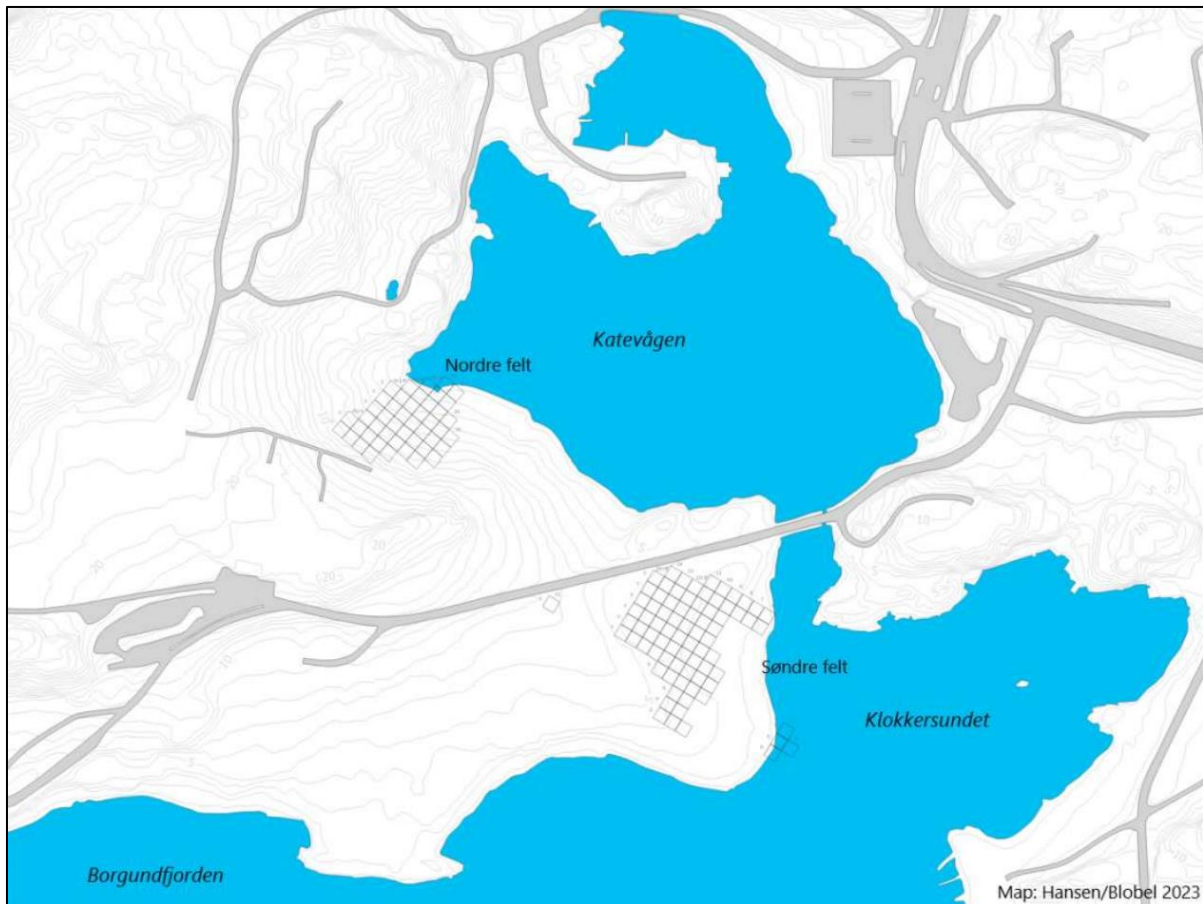 Katevågen
Nordre felt
Søndre felt
Klokkersundet
Borgundfjorden
Map: Hansen/Blobel 2023